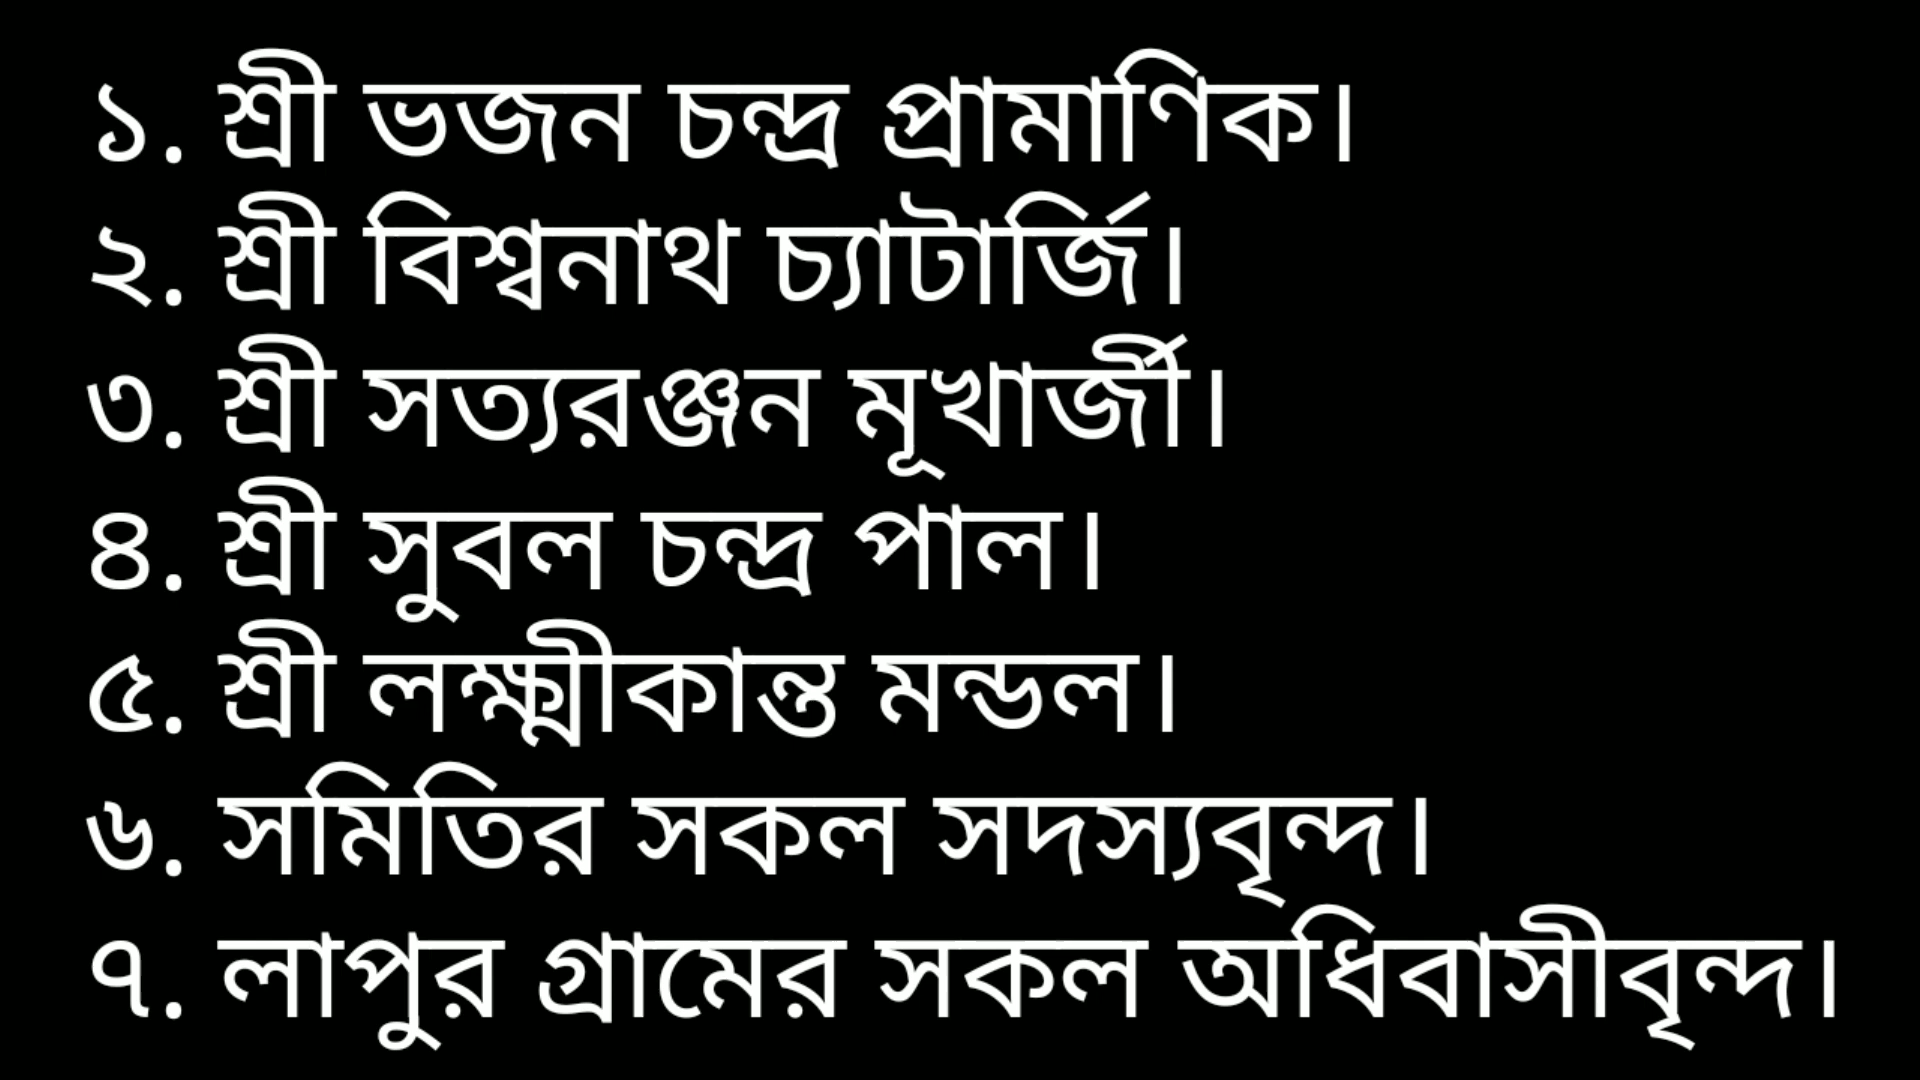 ১. শ্রী ভজন চন্দ্র প্রামাণিক।
২. শ্রী বিশ্বনাথ চ্যাটার্জি।
৩. শ্রী সত্যরঞ্জন মূখার্জী।
৪. শ্রী সুবল চন্দ্র পাল।
৫. শ্রী লক্ষ্মীকান্ত মন্ডল।
৬. সমিতির সকল সদস্যবৃন্দ।
৭. লাপুর গ্রামের সকল অধিবাসীবৃন্দ।